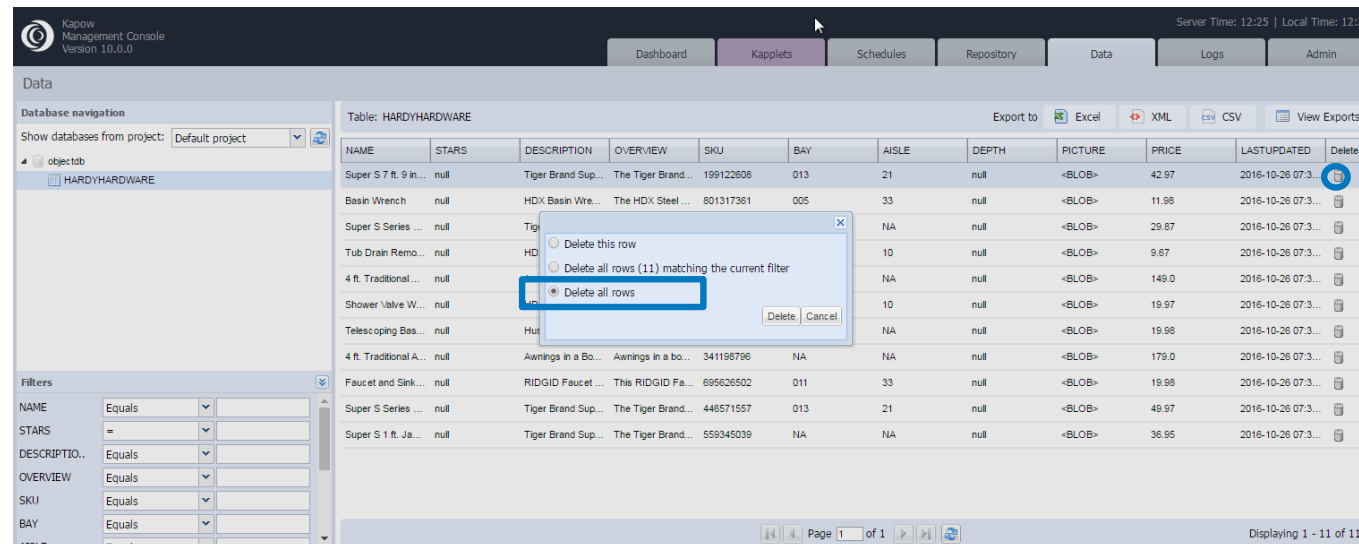 Kapow
Management Console
Version 10.0.0
Server Time: 12:25 | Local Time: 12:
Dashboard Kapplets Schedules Repository Data Logs Admin
Data
Database navigation
Show databases from project: Default project
objectdb
HARDYHARDWARE
Table: HARDYHARDWARE Export to Excel XML CSV View Exports
NAME STARS DESCRIPTION OVERVIEW SKU BAY AISLE DEPTH PICTURE PRICE LASTUPDATED Delete
Super S 7 ft. 9 in... null Tiger Brand Sup... The Tiger Brand... 199122608 013 21 null <BLOB> 42.97 2016-10-26 07:3...
Basin Wrench null HDX Basin Wre... The HDX Steel ... 801317361 005 33 null <BLOB> 11.98 2016-10-26 07:3...
Super S Series ... null Tig NA null <BLOB> 29.87 2016-10-26 07:3...
Tub Drain Remo... null HD 10 null <BLOB> 9.67 2016-10-26 07:3...
4 ft. Traditional ... null NA null <BLOB> 149.0 2016-10-26 07:3...
Shower Valve W... null 10 null <BLOB> 19.97 2016-10-26 07:3...
Telescoping Bas... null Hus NA null <BLOB> 19.98 2016-10-26 07:3...
4 ft. Traditional A... null Awnings in a Bo... Awnings in a bo... 341198796 NA NA null <BLOB> 179.0 2016-10-26 07:3...
Faucet and Sink... null RIDGID Faucet ... This RIDGID Fa... 695626502 011 33 null <BLOB> 19.98 2016-10-26 07:3...
Super S Series ... null Tiger Brand Sup... The Tiger Brand... 446571557 013 21 null <BLOB> 49.97 2016-10-26 07:3...
Super S 1 ft. Ja... null Tiger Brand Sup... The Tiger Brand... 559345039 NA NA null <BLOB> 36.95 2016-10-26 07:3...
Delete this row
Delete all rows (11) matching the current filter
Delete all rows
Delete Cancel
Filters
NAME Equals
STARS =
DESCRIPTIO.. Equals
OVERVIEW Equals
SKU Equals
BAY Equals
Page 1 of 1
Displaying 1 - 11 of 11